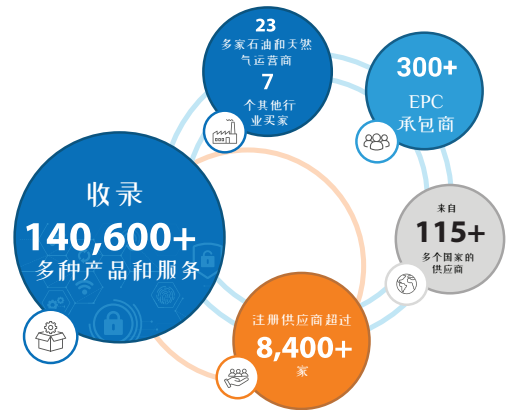 23
多家石油和天然
气运营商
7
个其他行
业买家
300+
EPC
承包商
收录
140,600+
多种产品和服务
来自
115+
多个国家的
供应商
注册供应商超过
8,400+
家